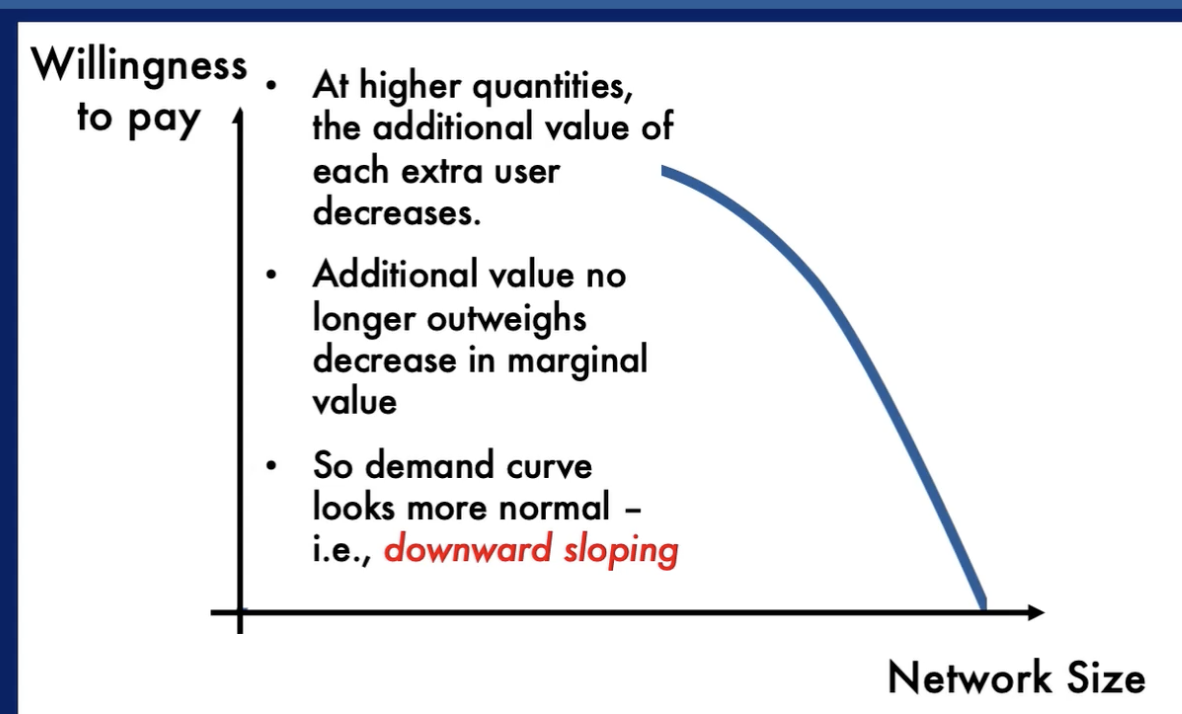 Willingness
to pay
• At higher quantities,
the additional value of
each extra user
decreases.
• Additional value no
longer outweighs
decrease in marginal
value
• So demand curve
looks more normal –
i.e., downward sloping
Network Size